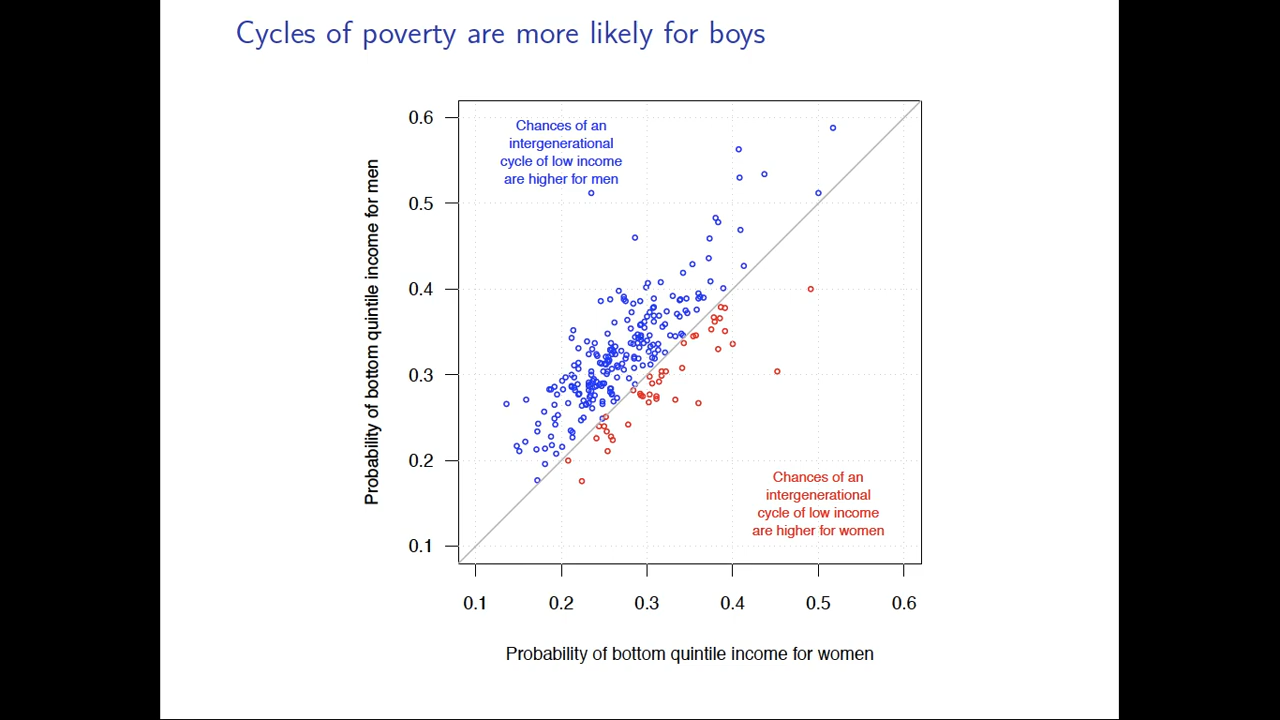 Cycles of poverty are more likely for boys
Chances of an
intergenerational
cycle of low income
are higher for men
Probability of bottom quintile income for men
0.6
0.5
0.4
0.3
0.2
0.1
Chances of an
intergenerational
cycle of low income
are higher for women
0.1 0.2 0.3 0.4 0.5 0.6
Probability of bottom quintile income for women